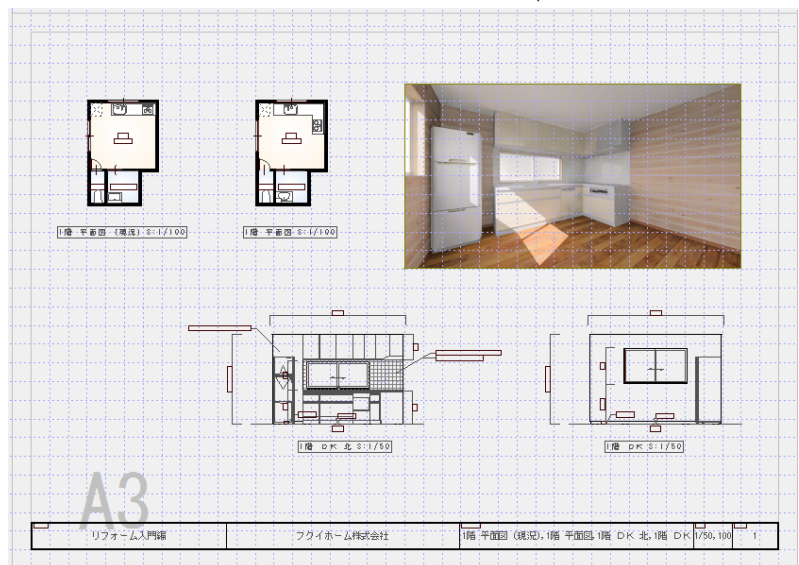 1階 平面図 (現況) S:1/100
1階 平面図 S:1/100
1階 DK 北 S:1/50
1階 DK S:1/50
A3
リフォーム入門編
フクイホーム株式会社
1階 平面図 (現況),1階 平面図,1階 DK 北,1階 DK
1/50,100
1